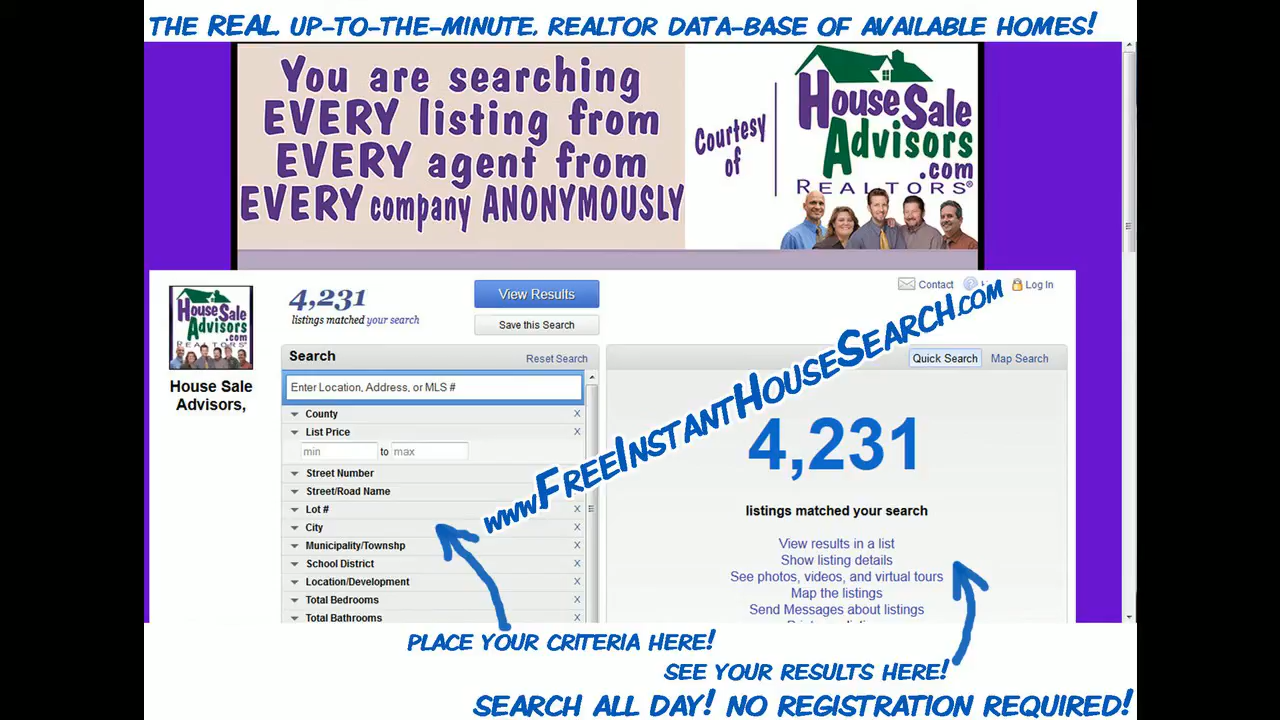 THE REAL, UP-TO-THE-MINUTE, REALTOR DATA-BASE OF AVAILABLE HOMES!
You are searching
EVERY listing from
EVERY agent from
EVERY company ANONYMOUSLY
Courtesy
of
House Sale
Advisors
.com
REALTORS®
House Sale
Advisors
.com
REALTORS
House Sale
Advisors,
4,231
listings matched your search
View Results
Save this Search
Contact
Log In
Search
Reset Search
Quick Search
Map Search
Enter Location, Address, or MLS #
County X
List Price X
min to max
Street Number X
Street/Road Name X
Lot # X
City X
Municipality/Townshp X
School District X
Location/Development X
Total Bedrooms X
Total Bathrooms X
www.FreeInstantHouseSearch.com
4,231
listings matched your search
View results in a list
Show listing details
See photos, videos, and virtual tours
Map the listings
Send Messages about listings
PLACE YOUR CRITERIA HERE!
SEE YOUR RESULTS HERE!
SEARCH ALL DAY! NO REGISTRATION REQUIRED!